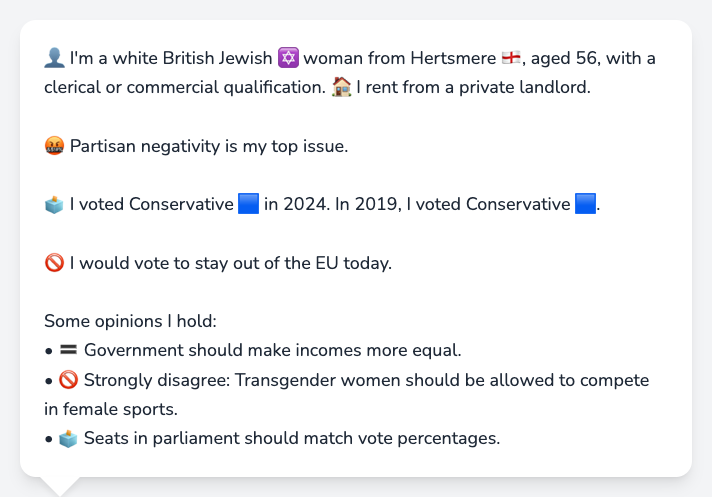 👤 I'm a white British Jewish ✡️ woman from Hertsmere 🏴󠁧󠁢󠁥󠁮󠁧󠁿, aged 56, with a
clerical or commercial qualification. 🏠 I rent from a private landlord.
🤬 Partisan negativity is my top issue.
🗳️ I voted Conservative 🟦 in 2024. In 2019, I voted Conservative 🟦.
🚫 I would vote to stay out of the EU today.
Some opinions I hold:
• 🟰 Government should make incomes more equal.
• 🚫 Strongly disagree: Transgender women should be allowed to compete
in female sports.
• 🗳️ Seats in parliament should match vote percentages.